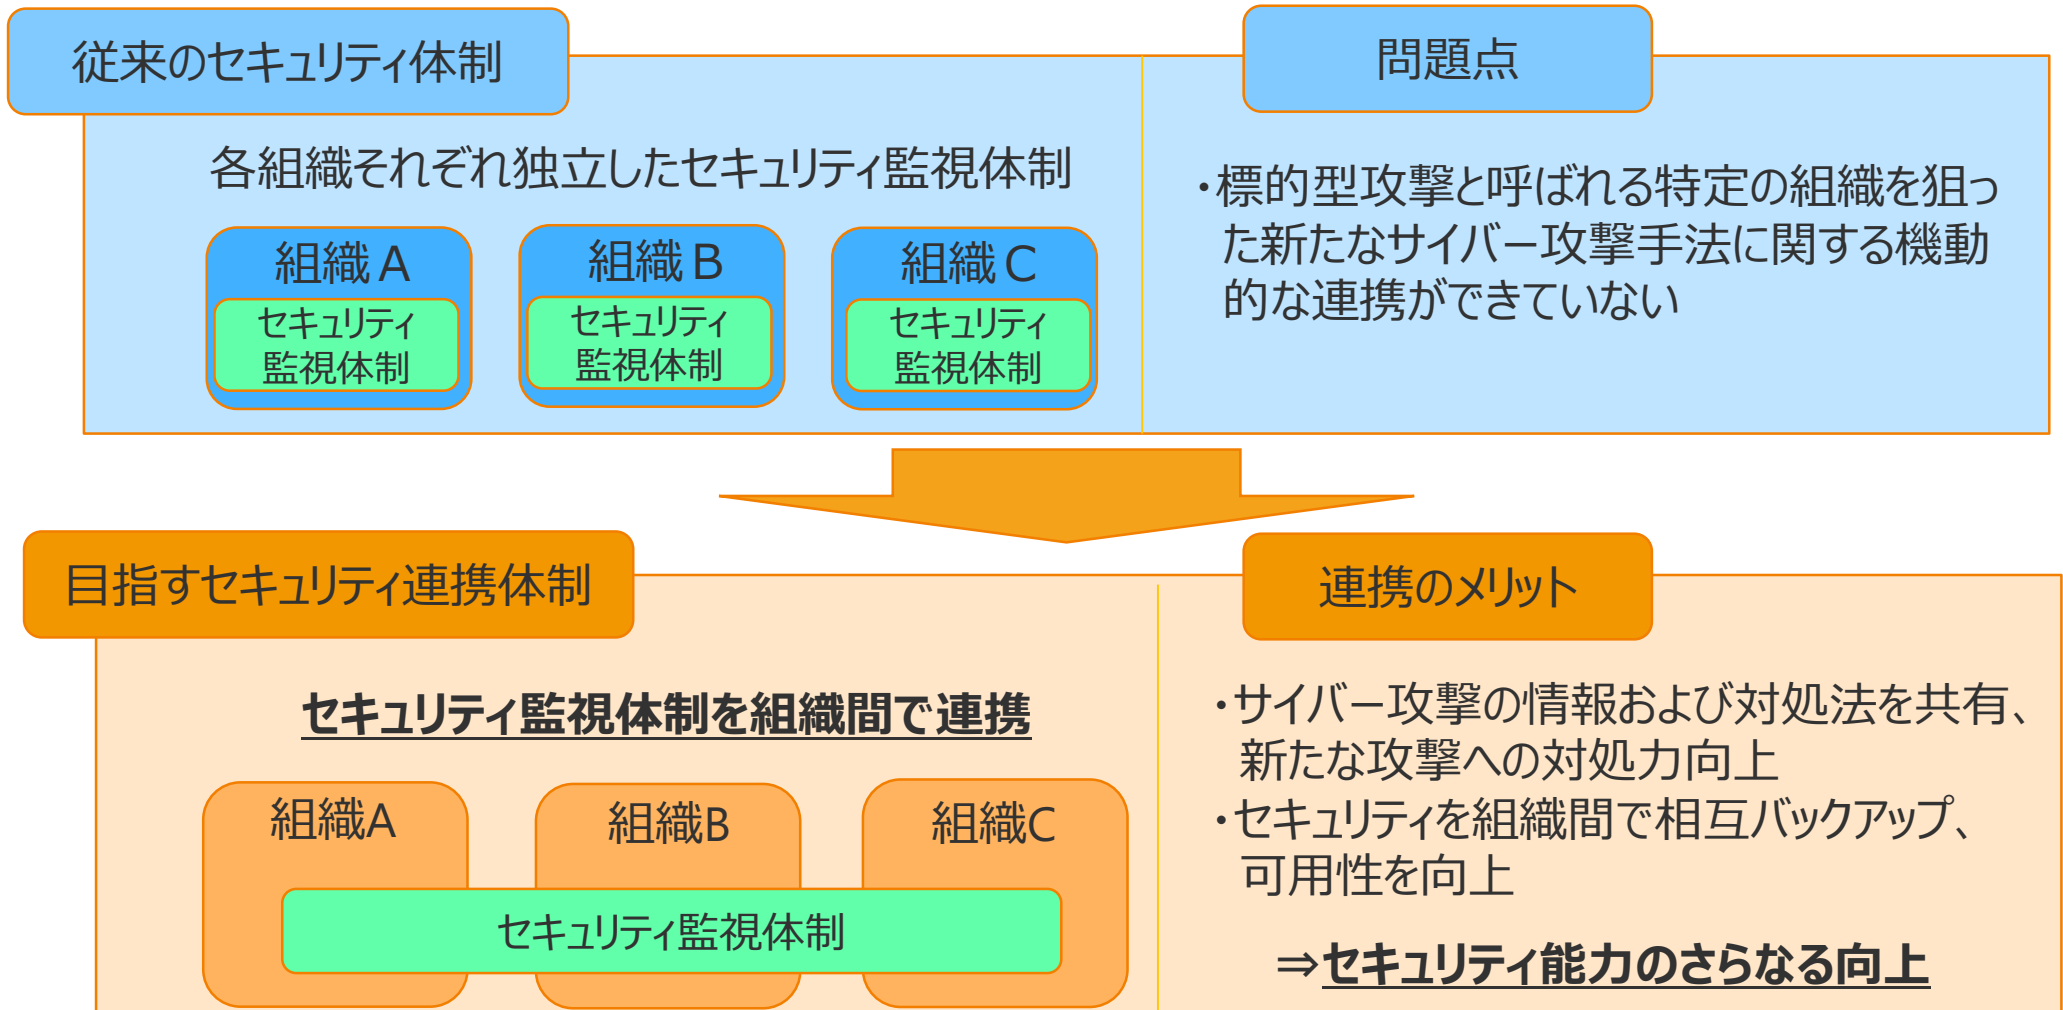 従来のセキュリティ体制
各組織それぞれ独立したセキュリティ監視体制
組織A
セキュリティ
監視体制
組織B
セキュリティ
監視体制
組織C
セキュリティ
監視体制
問題点
・標的型攻撃と呼ばれる特定の組織を狙っ
た新たなサイバー攻撃手法に関する機動
的な連携ができていない
目指すセキュリティ連携体制
セキュリティ監視体制を組織間で連携
組織A
組織B
組織C
セキュリティ監視体制
連携のメリット
・サイバー攻撃の情報および対処法を共有、
新たな攻撃への対処力向上
・セキュリティを組織間で相互バックアップ、
可用性を向上
⇒セキュリティ能力のさらなる向上